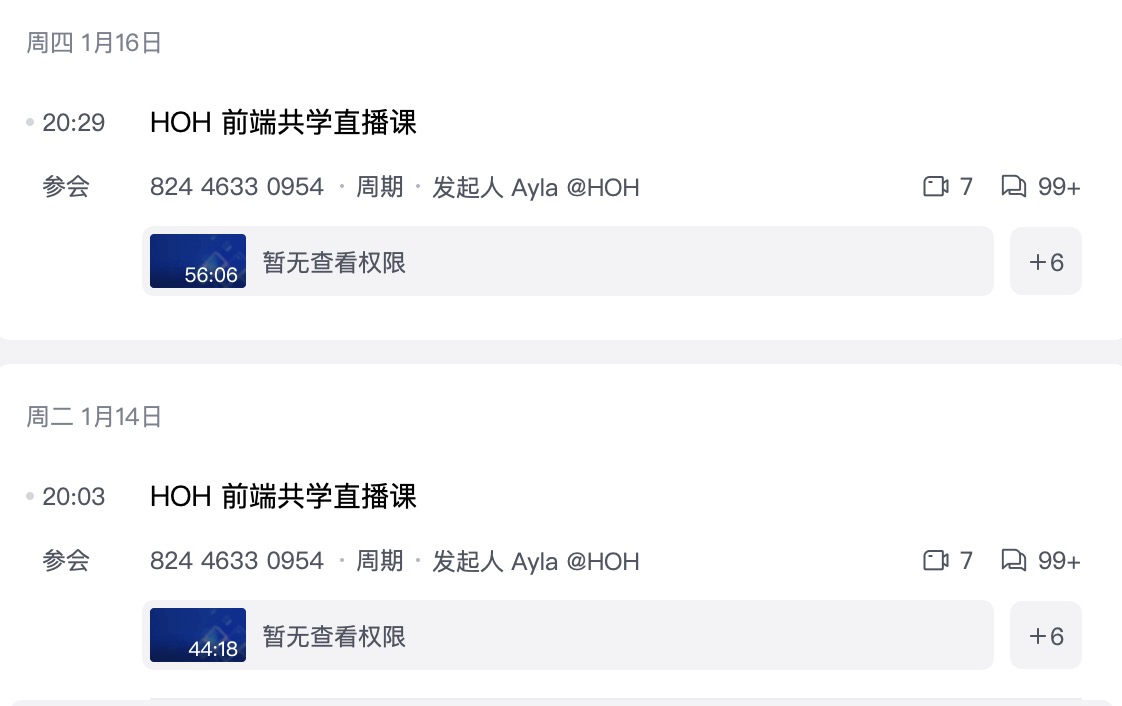 周四 1月16日
20:29 HOH 前端共学直播课
参会 824 4633 0954 · 周期 · 发起人 Ayla @HOH 7 99+
56:06 暂无查看权限 +6
周二 1月14日
20:03 HOH 前端共学直播课
参会 824 4633 0954 · 周期 · 发起人 Ayla @HOH 7 99+
44:18 暂无查看权限 +6